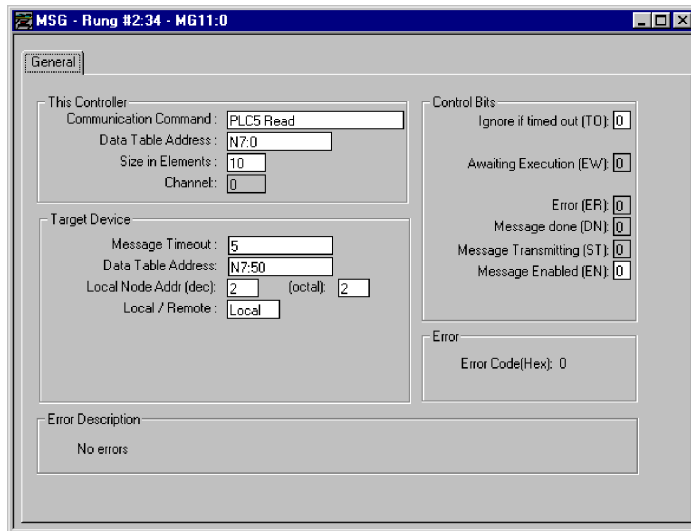 MSG - Rung #2:34 - MG11:0
General
This Controller
Communication Command : PLC5 Read
Data Table Address : N7:0
Size in Elements : 10
Channel: 0
Target Device
Message Timeout : 5
Data Table Address: N7:50
Local Node Addr (dec): 2 (octal): 2
Local / Remote : Local
Control Bits
Ignore if timed out (TO): 0
Awaiting Execution (EW): 0
Error (ER): 0
Message done (DN): 0
Message Transmitting (ST): 0
Message Enabled (EN): 0
Error
Error Code(Hex): 0
Error Description
No errors